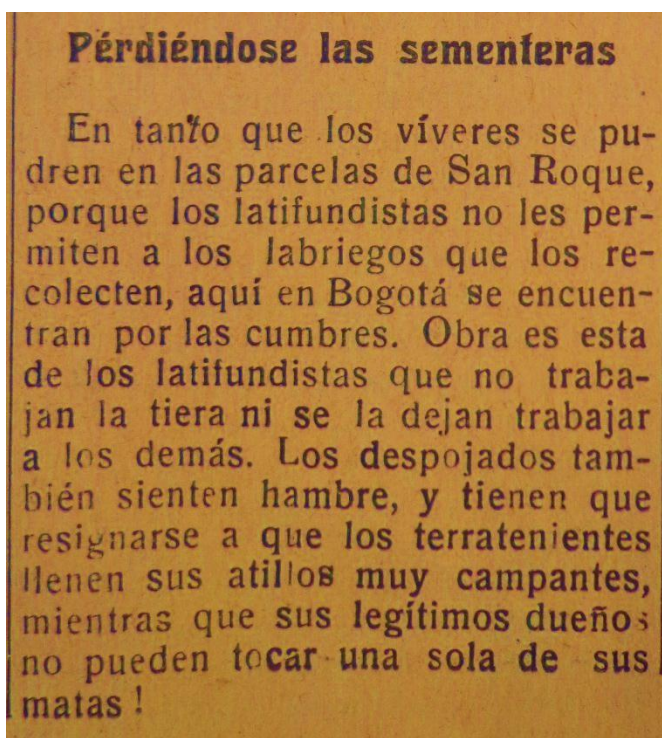 Pérdiéndose las sementeras
En tanto que los víveres se pu-
dren en las parcelas de San Roque,
porque los latifundistas no les per-
miten a los labriegos que los re-
colecten, aquí en Bogotá se encuen-
tran por las cumbres. Obra es esta
de los latifundistas que no traba-
jan la tiera ni se la dejan trabajar
a los demás. Los despojados tam-
bién sienten hambre, y tienen que
resignarse a que los terratenientes
llenen sus atillos muy campantes,
mientras que sus legítimos dueños
no pueden tocar una sola de sus
matas !